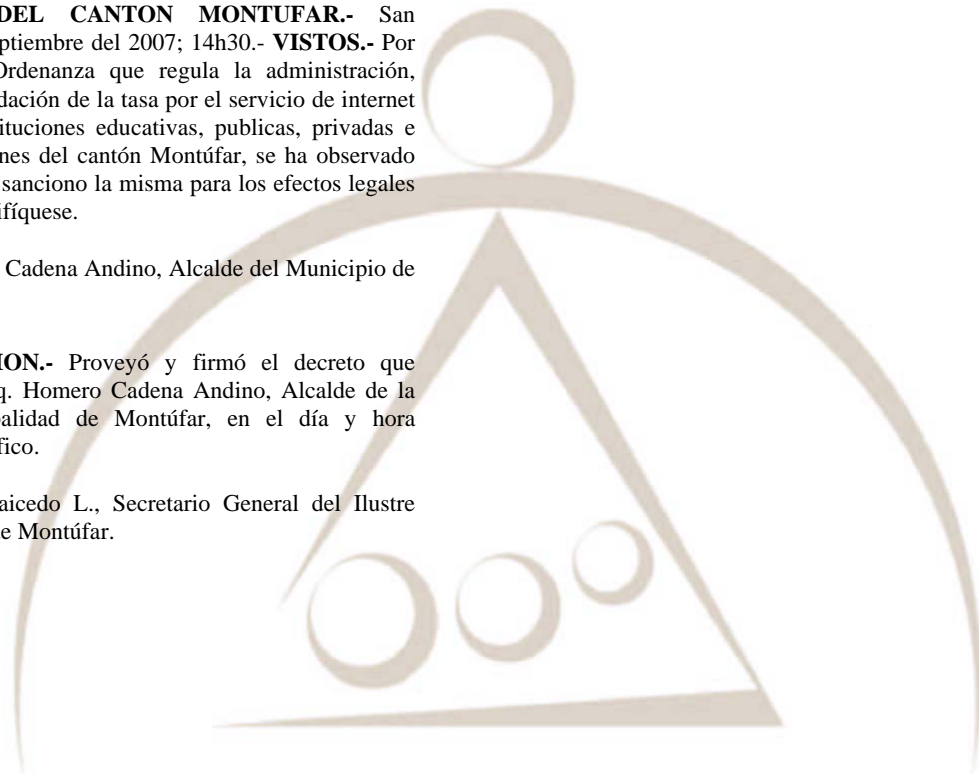 DEL CANTON MONTUFAR.- San
ptiembre del 2007; 14h30.- VISTOS.- Por
Ordenanza que regula la administración,
dación de la tasa por el servicio de internet
tituciones educativas, publicas, privadas e
nes del cantón Montúfar, se ha observado
sanciono la misma para los efectos legales
ifíquese.
Cadena Andino, Alcalde del Municipio de
ION.- Proveyó y firmó el decreto que
q. Homero Cadena Andino, Alcalde de la
palidad de Montúfar, en el día y hora
fico.
aicedo L., Secretario General del Ilustre
e Montúfar.